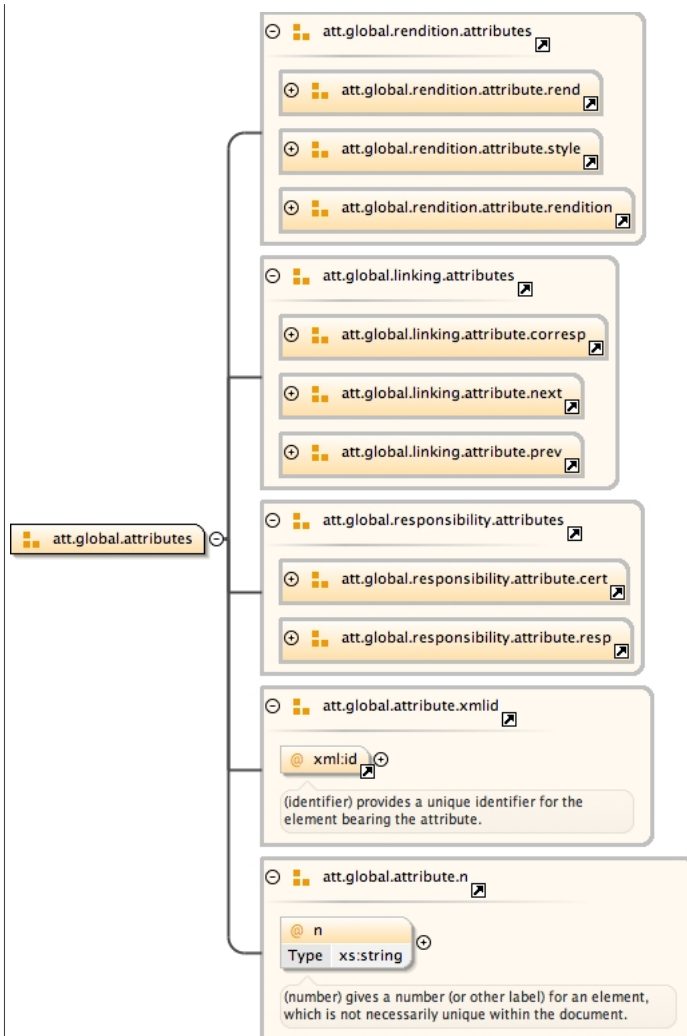 att.global.rendition.attributes
att.global.rendition.attribute.rend
att.global.rendition.attribute.style
att.global.rendition.attribute.rendition
att.global.linking.attributes
att.global.linking.attribute.corresp
att.global.linking.attribute.next
att.global.linking.attribute.prev
att.global.attributes
att.global.responsibility.attributes
att.global.responsibility.attribute.cert
att.global.responsibility.attribute.resp
att.global.attribute.xmlid
@ xml:id
(identifier) provides a unique identifier for the
element bearing the attribute.
att.global.attribute.n
@ n
Type xs:string
(number) gives a number (or other label) for an element,
which is not necessarily unique within the document.